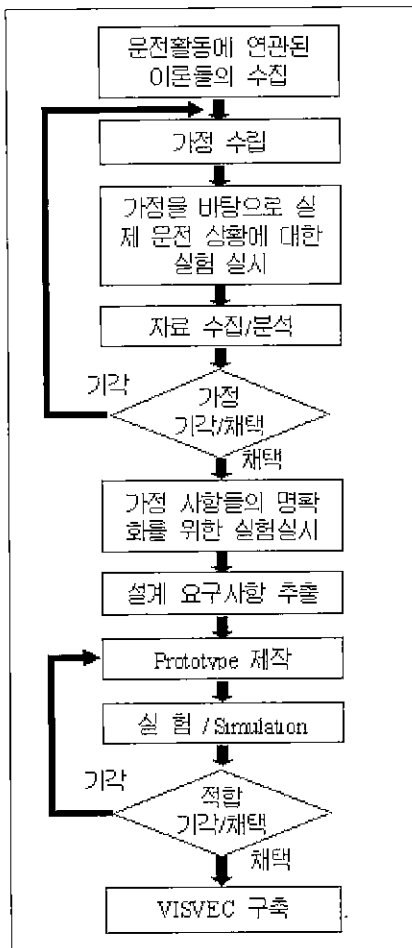 운전활동에 연관된
이론들의 수집
가정 수립
가정을 바탕으로 실
제 운전 상황에 대한
실험 실시
자료 수집/분석
기각
가정
기각/채택
채택
가정 사항들의 명확
화를 위한 실험실시
설계 요구사항 추출
Prototype 제작
실 험 / Simulation
기각
적합
기각/채택
채택
VISVEC 구축